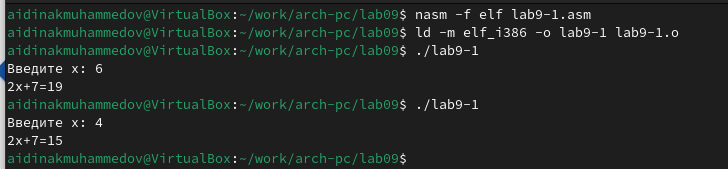 aidinakmuhammedov@VirtualBox:~/work/arch-pc/lab09$ nasm -f elf lab9-1.asm
aidinakmuhammedov@VirtualBox:~/work/arch-pc/lab09$ ld -m elf_i386 -o lab9-1 lab9-1.o
aidinakmuhammedov@VirtualBox:~/work/arch-pc/lab09$ ./lab9-1
Введите x: 6
2x+7=19
aidinakmuhammedov@VirtualBox:~/work/arch-pc/lab09$ ./lab9-1
Введите x: 4
2x+7=15
aidinakmuhammedov@VirtualBox:~/work/arch-pc/lab09$